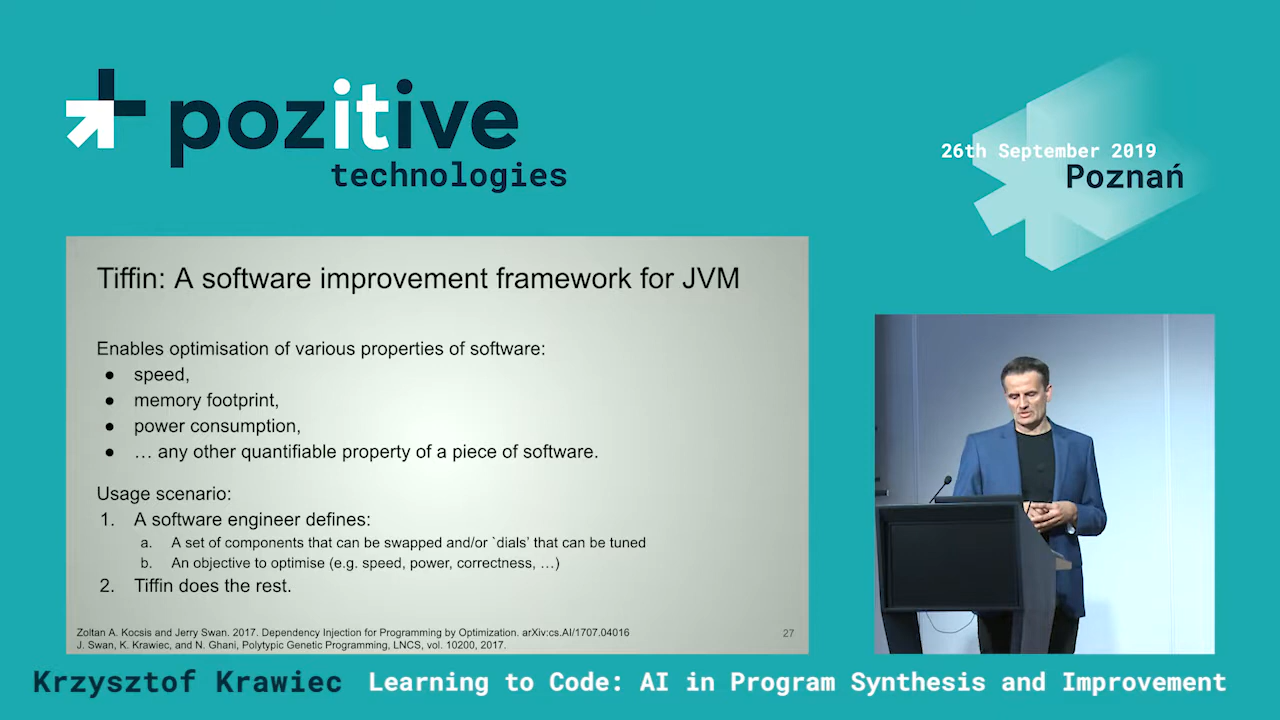 pozitive
technologies
26th September 2019
Poznań
Tiffin: A software improvement framework for JVM
Enables optimisation of various properties of software:
● speed,
● memory footprint,
● power consumption,
● … any other quantifiable property of a piece of software.
Usage scenario:
1. A software engineer defines:
a. A set of components that can be swapped and/or `dials’ that can be tuned
b. An objective to optimise (e.g. speed, power, correctness, …)
2. Tiffin does the rest.
Zoltan A. Kocsis and Jerry Swan. 2017. Dependency Injection for Programming by Optimization. arXiv:cs.AI/1707.04016
J. Swan, K. Krawiec, and N. Ghani, Polytypic Genetic Programming, LNCS, vol. 10200, 2017.
27
Krzysztof Krawiec Learning to Code: AI in Program Synthesis and Improvement